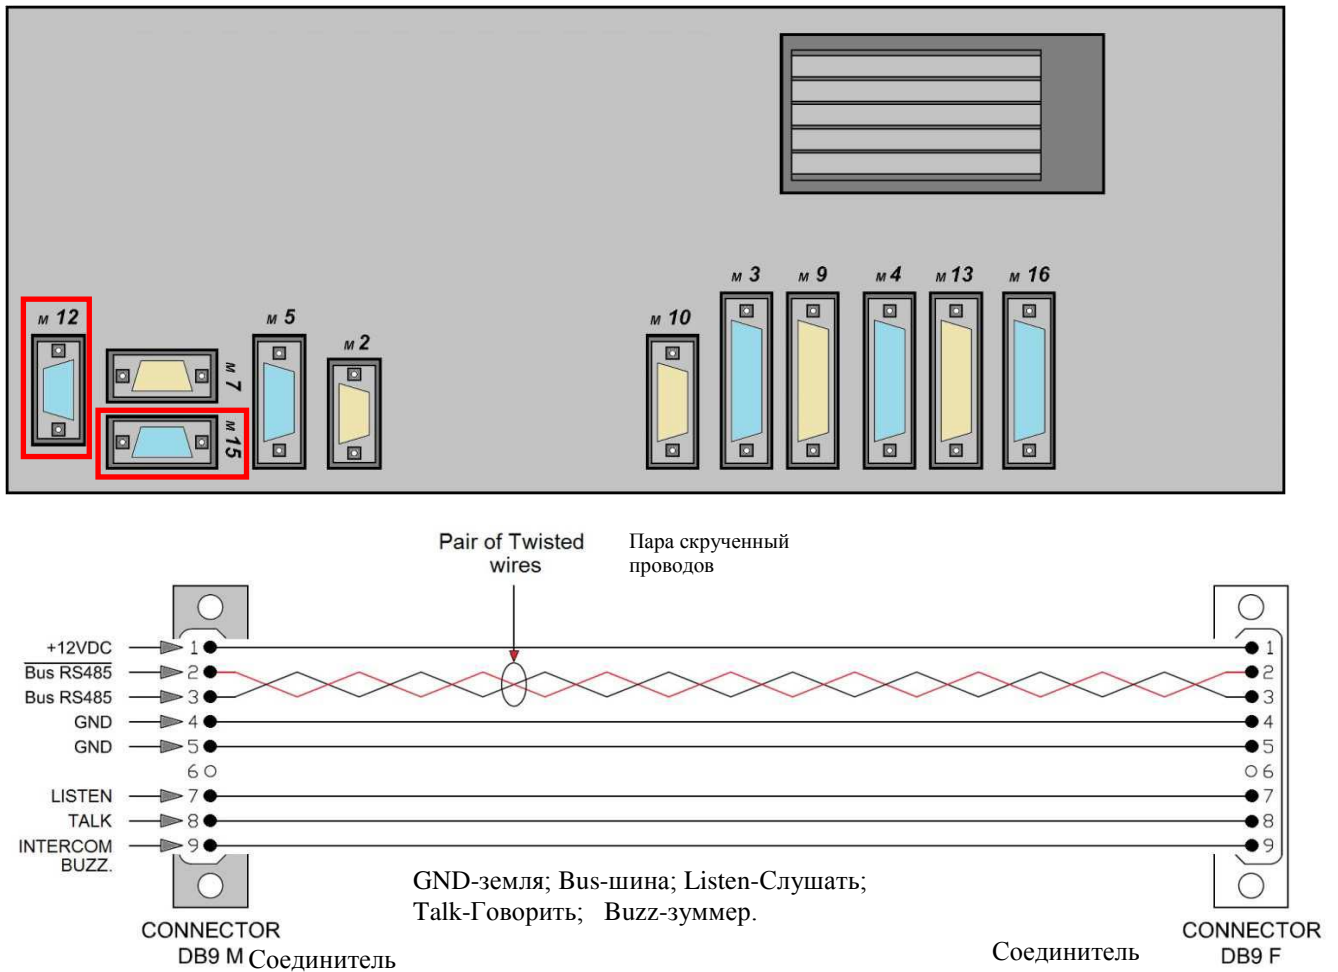 м 3
м 9
м 4
м 13
м 16
м 12
м 5
м 10
м 2
м 7
м 15
Pair of Twisted
wires
Пара скрученный
проводов
+12VDC
1
1
Bus RS485
2
2
Bus RS485
3
3
GND
4
4
GND
5
5
6
6
LISTEN
7
7
TALK
8
8
INTERCOM
BUZZ.
9
9
GND-земля; Bus-шина; Listen-Слушать;
Talk-Говорить; Buzz-зуммер.
CONNECTOR
DB9 M
Соединитель
Соединитель
CONNECTOR
DB9 F